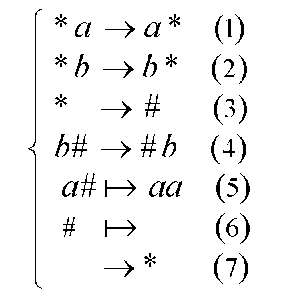 * a → a * (1)
* b → b * (2)
* → # (3)
b# → # b (4)
a# ↦ aa (5)
# ↦ (6)
→ * (7)